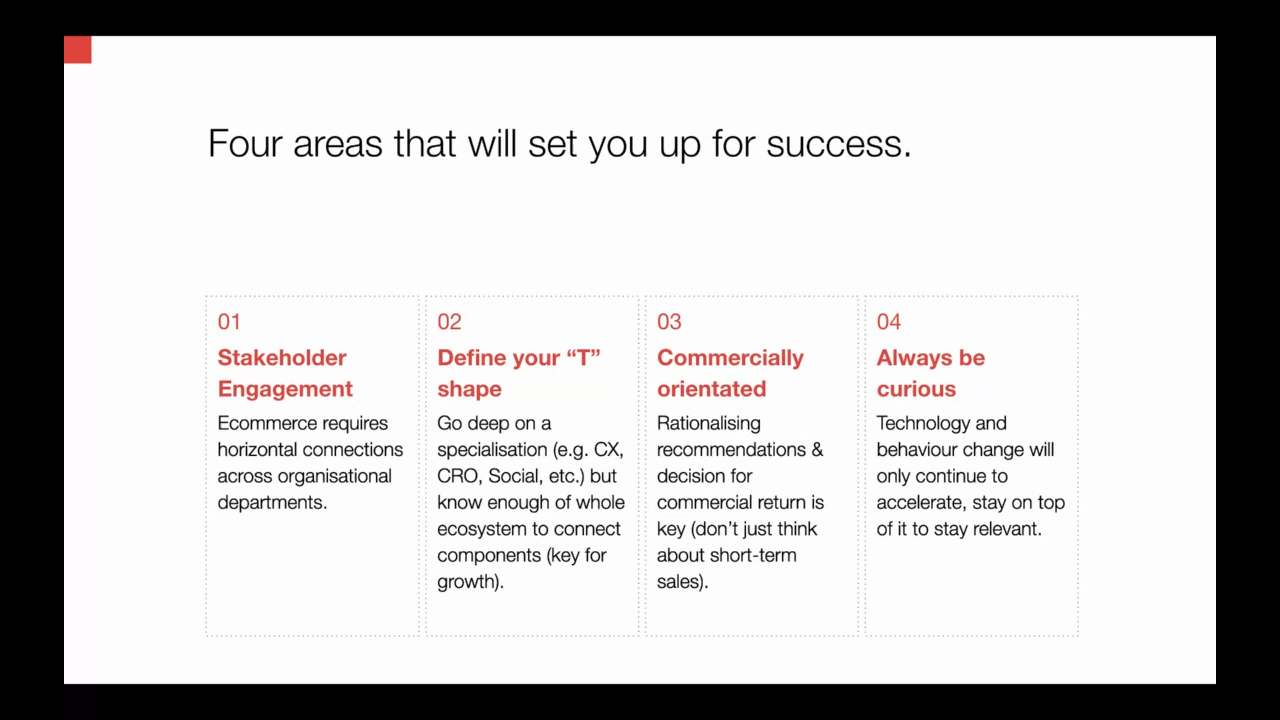 Four areas that will set you up for success.
01
Stakeholder
Engagement
Ecommerce requires
horizontal connections
across organisational
departments.
02
Define your “T”
shape
Go deep on a
specialisation (e.g. CX,
CRO, Social, etc.) but
know enough of whole
ecosystem to connect
components (key for
growth).
03
Commercially
orientated
Rationalising
recommendations &
decision for
commercial return is
key (don’t just think
about short-term
sales).
04
Always be
curious
Technology and
behaviour change will
only continue to
accelerate, stay on top
of it to stay relevant.